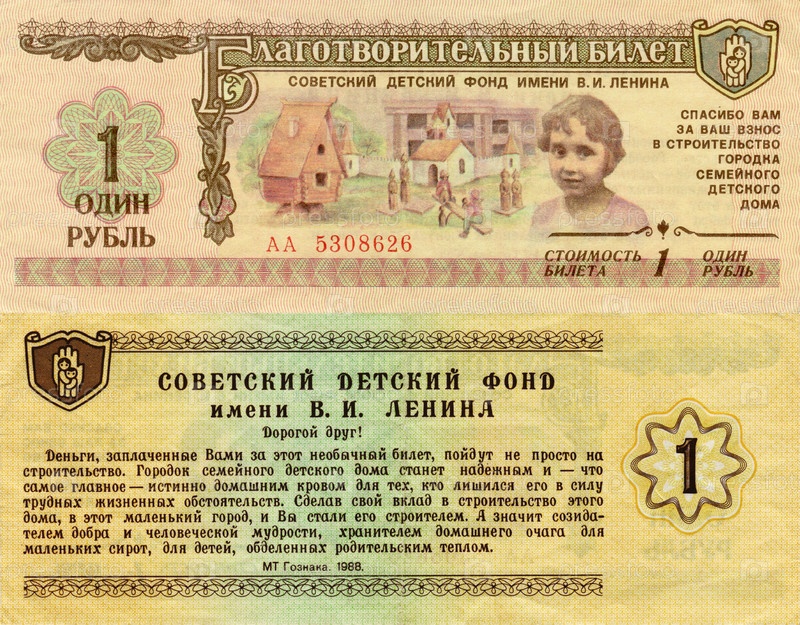 Благотворительный билет
СОВЕТСКИЙ ДЕТСКИЙ ФОНД ИМЕНИ В. И. ЛЕНИНА
1
ОДИН
РУБЛЬ
СПАСИБО ВАМ
ЗА ВАШ ВЗНОС
В СТРОИТЕЛЬСТВО
ГОРОДКА
СЕМЕЙНОГО
ДЕТСКОГО
ДОМА
АА 5308626
СТОИМОСТЬ БИЛЕТА 1 ОДИН РУБЛЬ
СОВЕТСКИЙ ДЕТСКИЙ ФОНД
имени В. И. ЛЕНИНА
Дорогой друг!
Деньги, заплаченные Вами за этот необычный билет, пойдут не просто на
строительство. Городок семейного детского дома станет надежным и — что
самое главное — истинно домашним кровом для тех, кто лишился его в силу
трудных жизненных обстоятельств. Сделав свой вклад в строительство этого
дома, в этот маленький город, и Вы стали его строителем. А значит созида-
телем добра и человеческой мудрости, хранителем домашнего очага для
маленьких сирот, для детей, обделенных родительским теплом.
МТ Гознака. 1988.
1